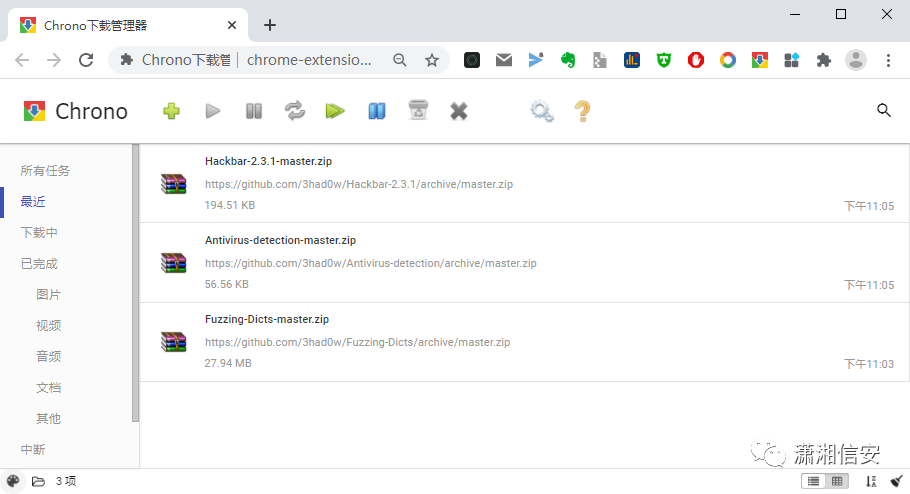 Chrono下载管理器
Chrono下载管 chrome-extensio...
Chrono
所有任务
最近
下载中
已完成
图片
视频
音频
文档
其他
中断
Hackbar-2.3.1-master.zip
https://github.com/3had0w/Hackbar-2.3.1/archive/master.zip
194.51 KB 下午11:05
Antivirus-detection-master.zip
https://github.com/3had0w/Antivirus-detection/archive/master.zip
56.56 KB 下午11:05
Fuzzing-Dicts-master.zip
https://github.com/3had0w/Fuzzing-Dicts/archive/master.zip
27.94 MB 下午11:03
潇湘信安
3 项